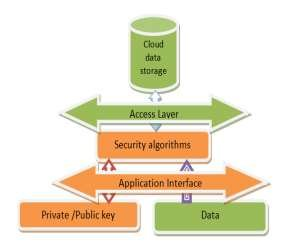 Cloud
data
storage
Access Layer
Security algorithms
Application Interface
Private /Public key
Data